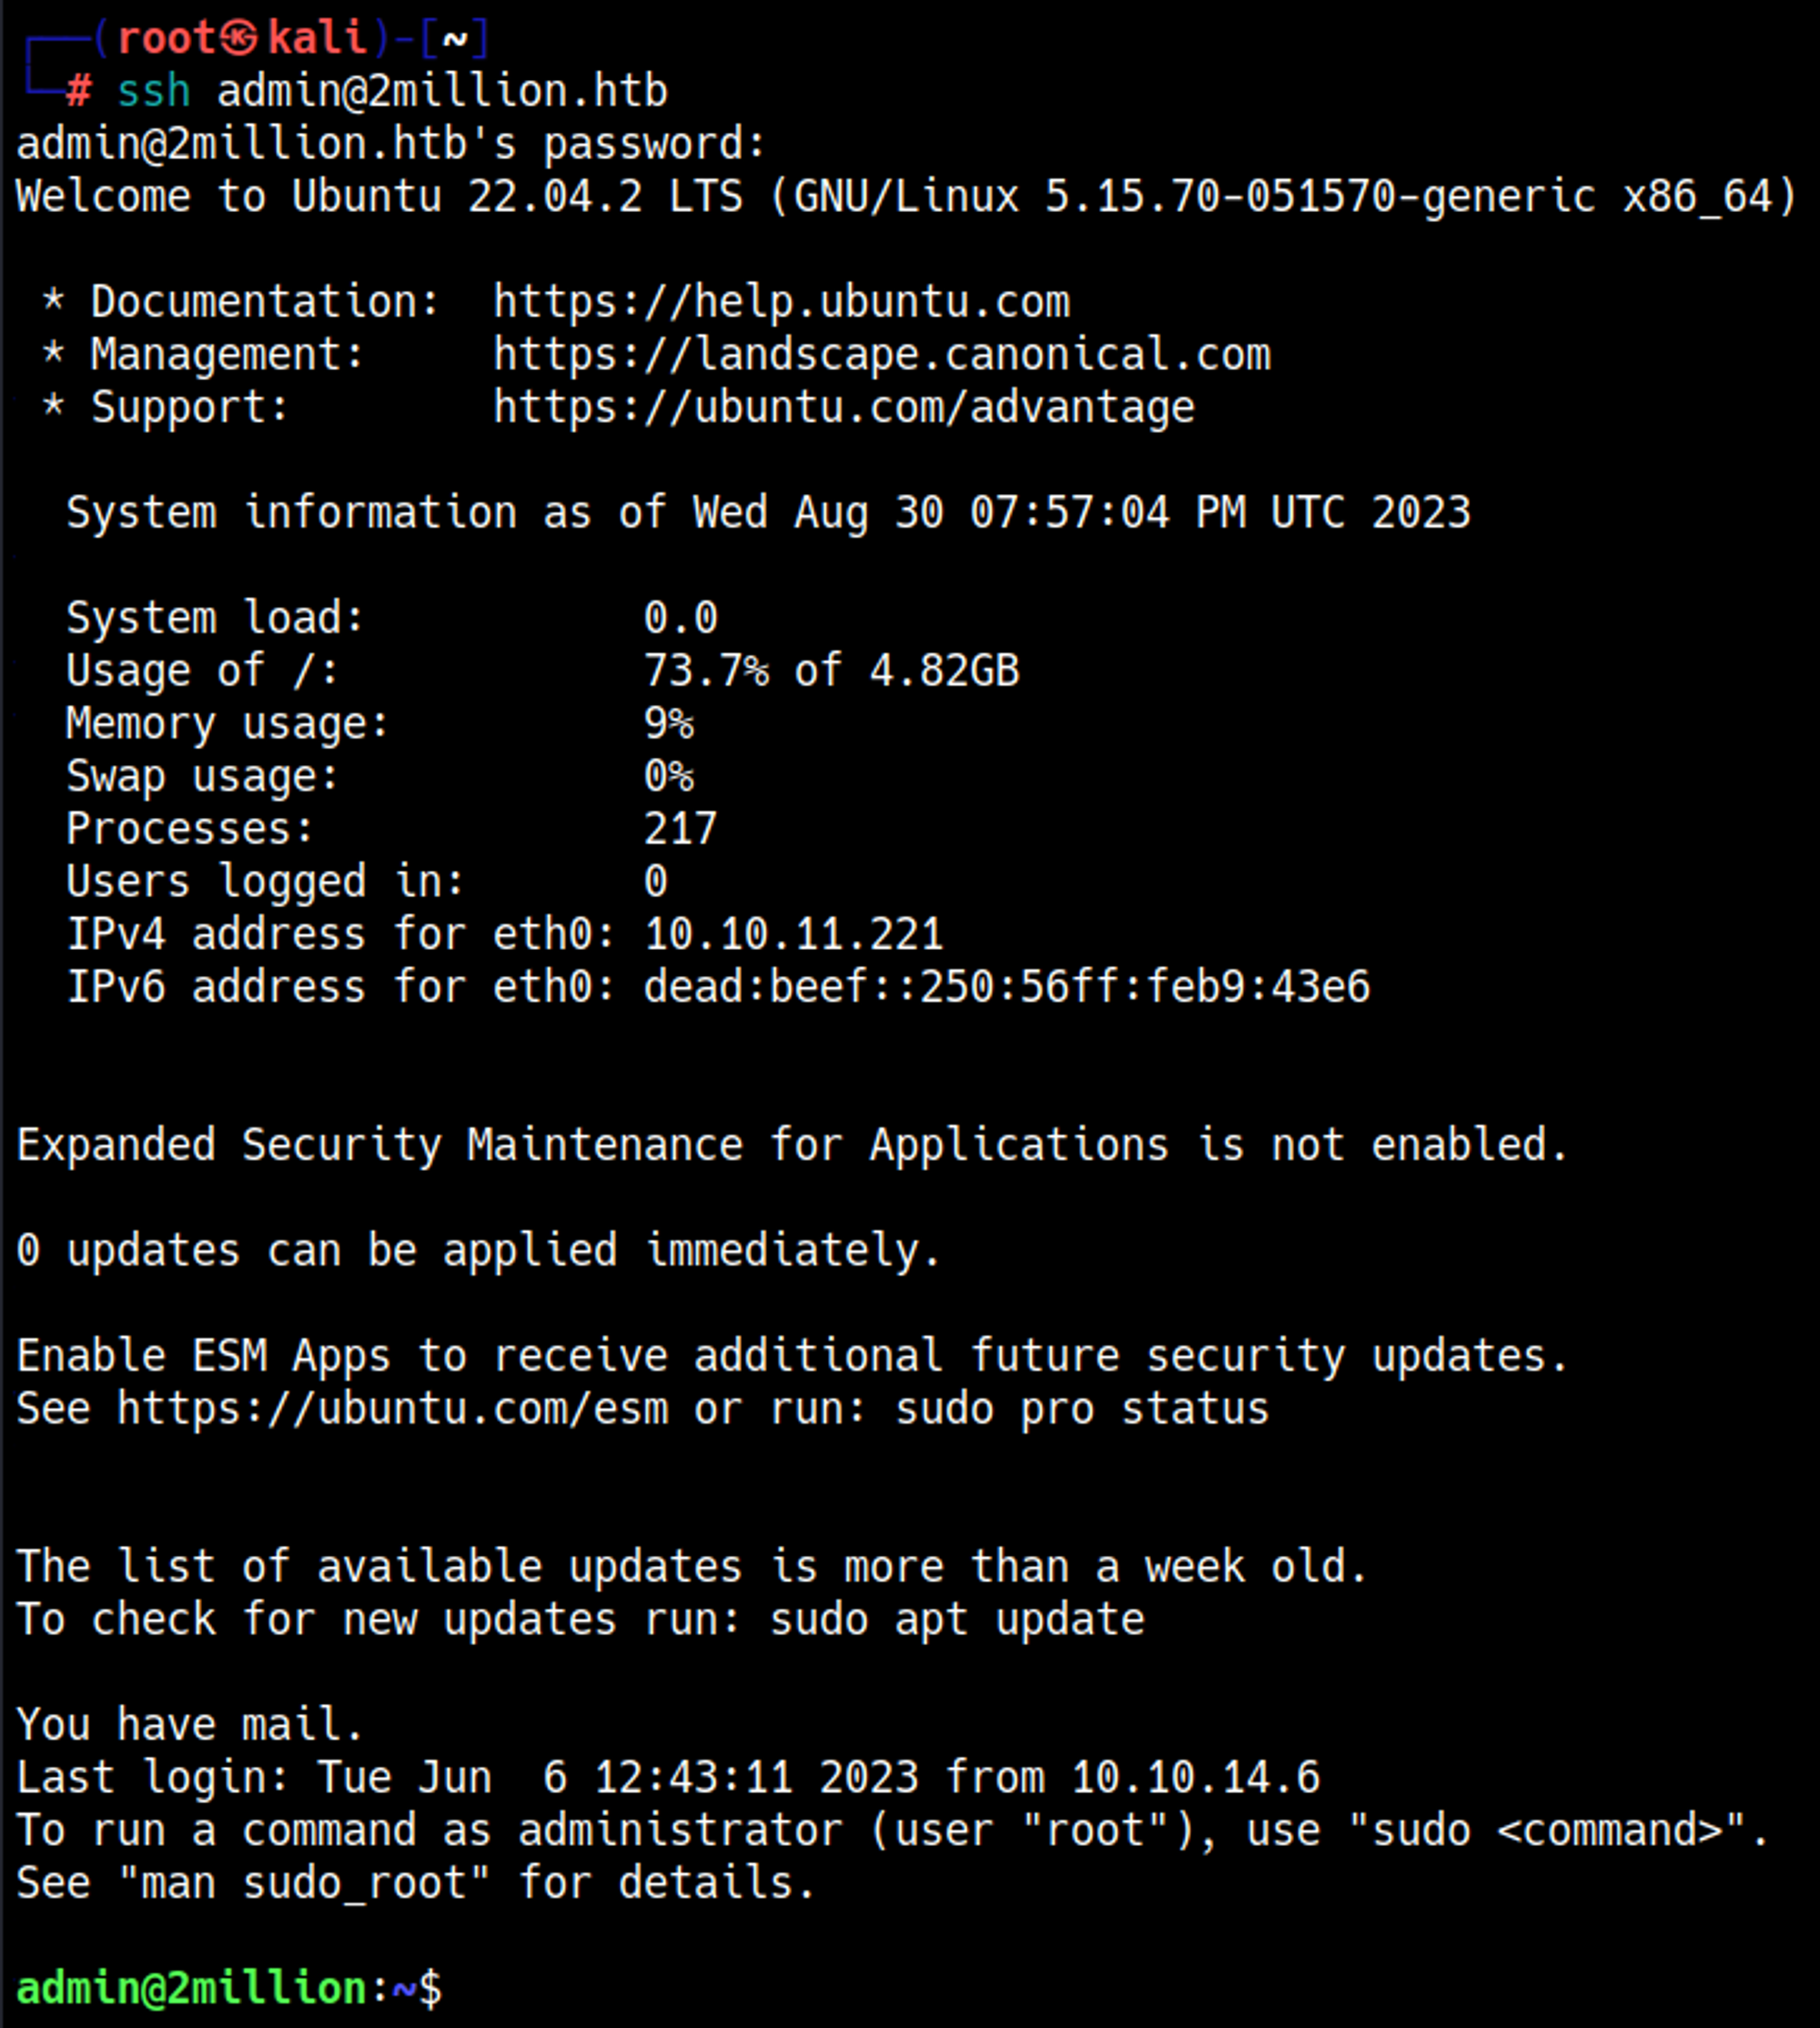 ┌──(root㉿kali)-[~]
└─# ssh admin@2million.htb
admin@2million.htb's password:
Welcome to Ubuntu 22.04.2 LTS (GNU/Linux 5.15.70-051570-generic x86_64)
* Documentation:  https://help.ubuntu.com
* Management:     https://landscape.canonical.com
* Support:        https://ubuntu.com/advantage
System information as of Wed Aug 30 07:57:04 PM UTC 2023
System load:           0.0
Usage of /:            73.7% of 4.82GB
Memory usage:          9%
Swap usage:            0%
Processes:             217
Users logged in:       0
IPv4 address for eth0: 10.10.11.221
IPv6 address for eth0: dead:beef::250:56ff:feb9:43e6
Expanded Security Maintenance for Applications is not enabled.
0 updates can be applied immediately.
Enable ESM Apps to receive additional future security updates.
See https://ubuntu.com/esm or run: sudo pro status
The list of available updates is more than a week old.
To check for new updates run: sudo apt update
You have mail.
Last login: Tue Jun  6 12:43:11 2023 from 10.10.14.6
To run a command as administrator (user "root"), use "sudo <command>".
See "man sudo_root" for details.
admin@2million:~$